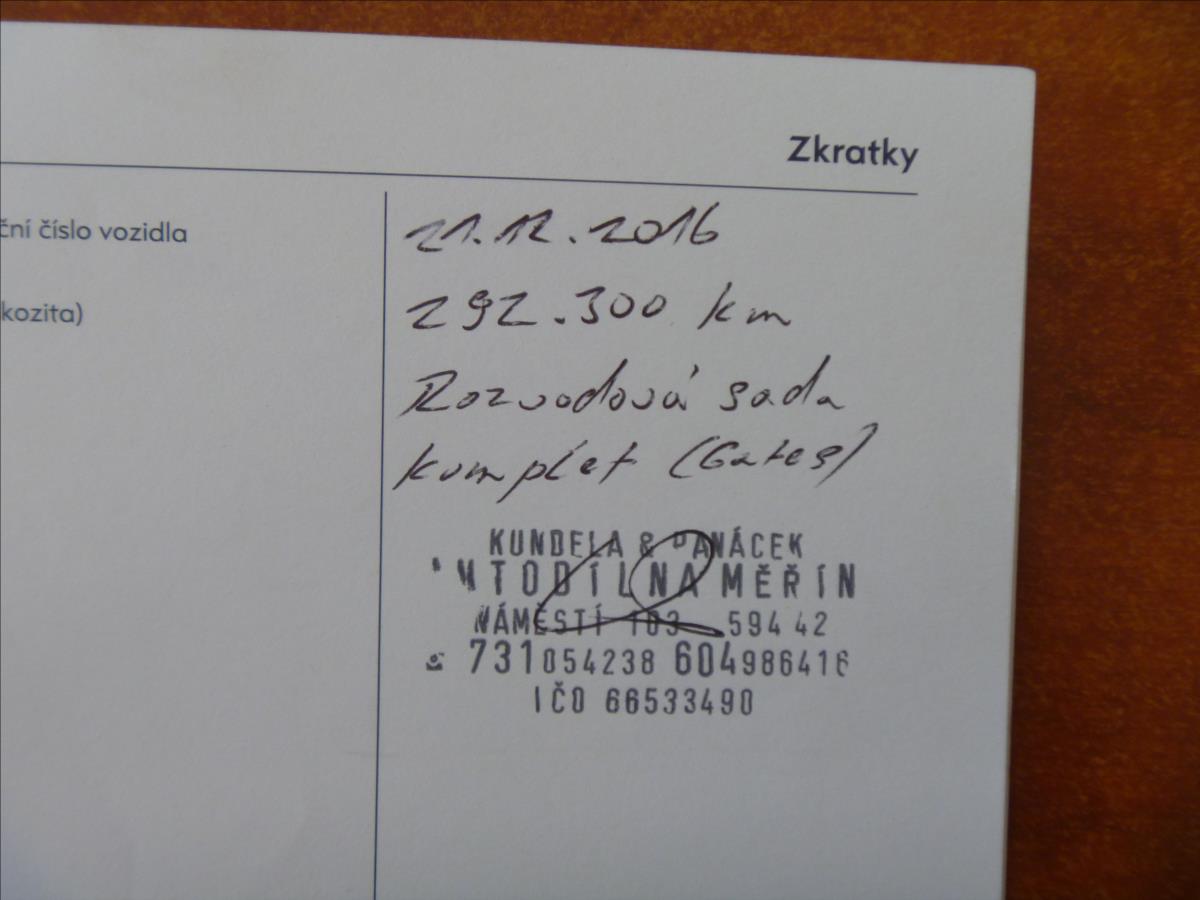 Zkratky
ční číslo vozidla
kozita)
21.12.2016
292.300 km
Rozvodová sada
komplet (Gates)
KUNDELA & PANÁCEK
UTODÍLNA MĚŘÍN
NÁMĚSTÍ 103 594 42
731054238 604986416
IČO 66533490